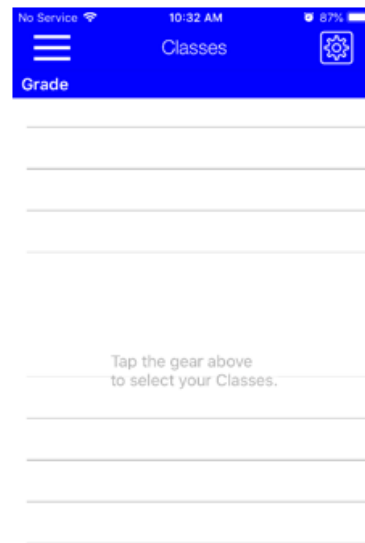 No Service 10:32 AM 87%
Classes
Grade
Tap the gear above
to select your Classes.